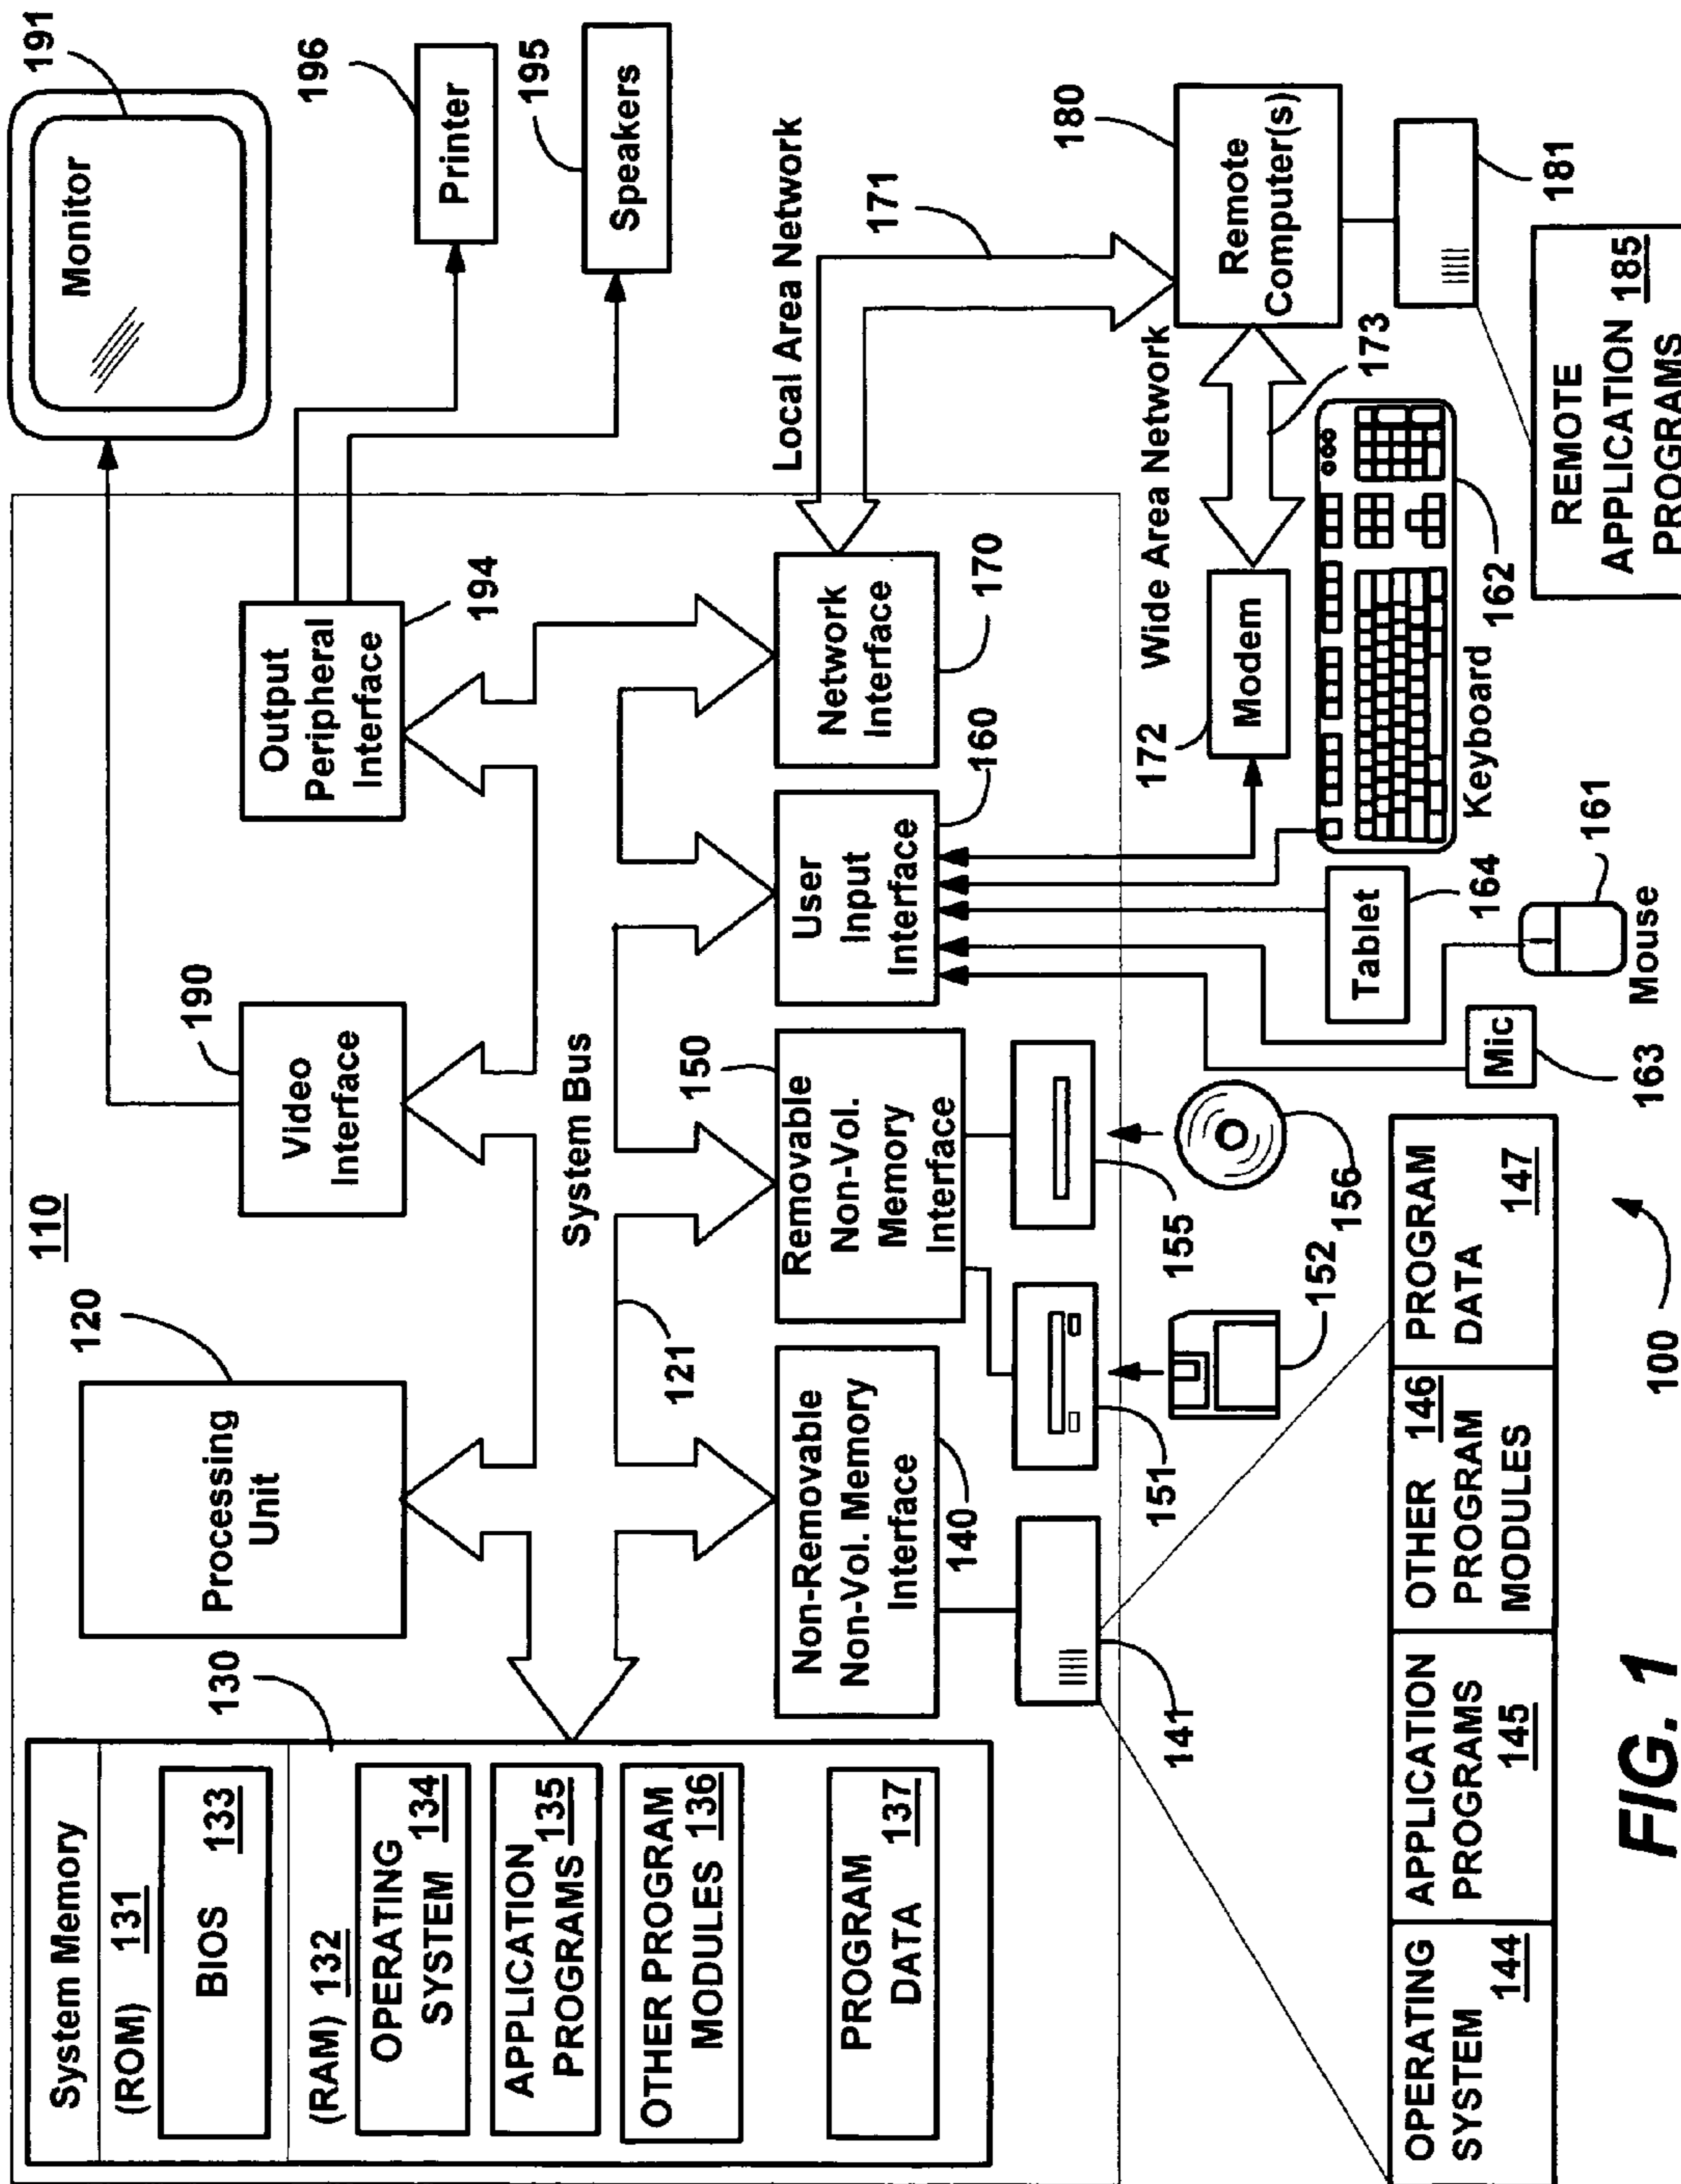 110
Monitor
191
System Memory
(ROM) 131
BIOS 133
(RAM) 132
OPERATING
SYSTEM 134
APPLICATION
PROGRAMS 135
OTHER PROGRAM
MODULES 136
PROGRAM
DATA 137
130
Processing
Unit
120
Video
Interface
190
Output
Peripheral
Interface
194
Printer
196
Speakers
195
System Bus
121
Non-Removable
Non-Vol. Memory
Interface
140
Removable
Non-Vol.
Memory
Interface
150
User
Input
Interface
160
Network
Interface
170
Local Area Network
171
141
151
152
155
156
172
Modem
Wide Area Network
173
Remote
Computer(s)
180
181
Mic
163
Tablet
164
Mouse
161
Keyboard
162
REMOTE
APPLICATION 185
PROGRAMS
OPERATING
SYSTEM 144
APPLICATION
PROGRAMS
145
OTHER 146
PROGRAM
MODULES
PROGRAM
DATA 147
100
FIG. 1